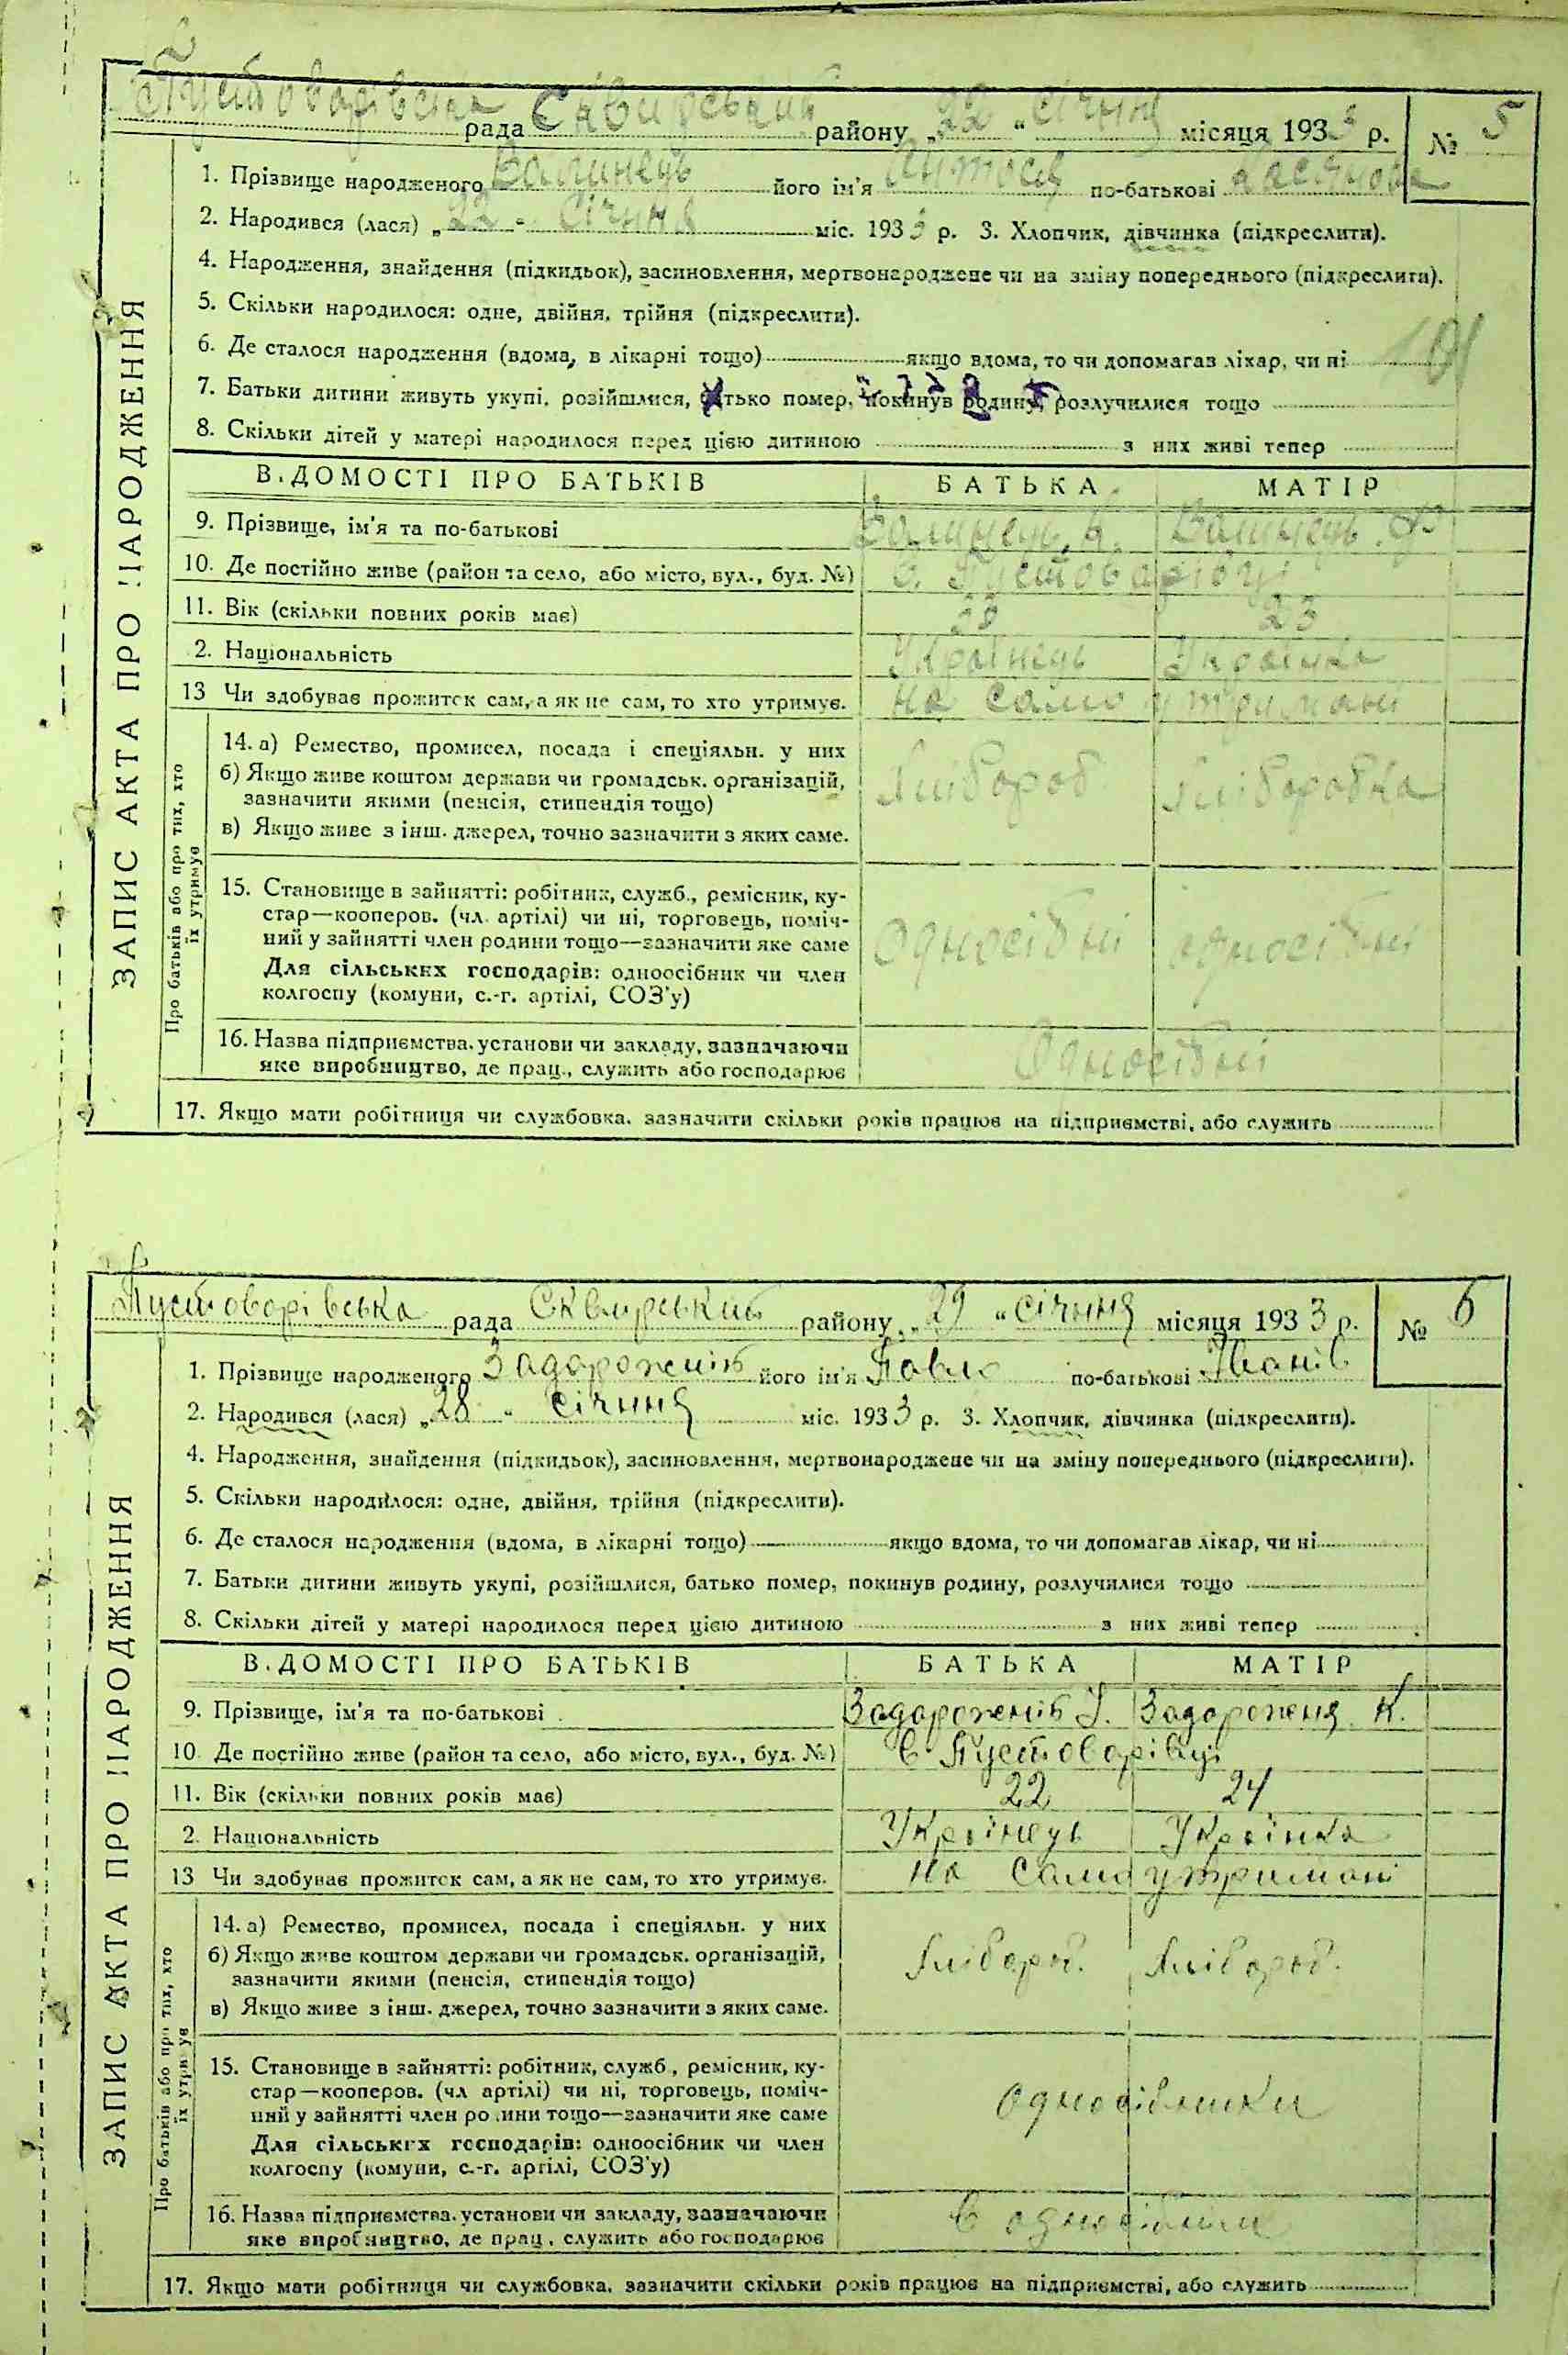 Пустоварівська рада Сквирський району „22“ січня місяця 1933 р. № 5
1. Прізвище народженого Волинець його ім'я по-батькові
2. Народився (лася) „22“ Січня міс. 1933 р. 3. Хлопчик, дівчинка (підкреслити).
4. Народження, знайдення (підкидьок), засиновлення, мертвонароджене чи на зміну попереднього (підкреслити).
5. Скільки народилося: одне, двійня, трійня (підкреслити).
6. Де сталося народження (вдома, в лікарні тощо) якщо вдома, то чи допомагав лікар, чи ні
7. Батьки дитини живуть укупі, розійшлися, батько помер, покинув родину, розлучилися тощо
8. Скільки дітей у матері народилося перед цією дитиною з них живі тепер
ЗАПИС АКТА ПРО НАРОДЖЕННЯ
ВІДОМОСТІ ПРО БАТЬКІВ БАТЬКА МАТІР
9. Прізвище, ім'я та по-батькові Волинець К. Волинець
10. Де постійно живе (район та село, або місто, вул., буд. №) с. Пустоварівці
11. Вік (скільки повних років має) 28 23
2. Національність Українець Українка
13 Чи здобуває прожиток сам, а як не сам, то хто утримує. на само утримані
Про батьків або про тих, хто їх утримує
14. а) Ремество, промисел, посада і спеціяльн. у них
б) Якщо живе коштом держави чи громадськ. організацій,
зазначити якими (пенсія, стипендія тощо) Хлібороб Хліборобка
в) Якщо живе з інш. джерел, точно зазначити з яких саме.
15. Становище в зайнятті: робітник, служб., ремісник, ку-
стар—кооперов. (чл. артілі) чи ні, торговець, поміч-
ний у зайнятті член родини тощо—зазначити яке саме Одноосібні одноосібні
Для сільських господарів: одноосібник чи член
колгоспу (комуни, с.-г. артілі, СОЗ'у)
16. Назва підприємства, установи чи закладу, зазначаючи
яке виробництво, де прац., служить або господарює Одноосібні
17. Якщо мати робітниця чи службовка, зазначити скільки років працює на підприємстві, або служить
Пустоварівська рада Сквирський району „29“ січня місяця 1933 р. № 6
1. Прізвище народженого Задорожній його ім'я Павло по-батькові Іванів
2. Народився (лася) „28“ Січня міс. 1933 р. 3. Хлопчик, дівчинка (підкреслити).
4. Народження, знайдення (підкидьок), засиновлення, мертвонароджене чи на зміну попереднього (підкреслити).
5. Скільки народилося: одне, двійня, трійня (підкреслити).
6. Де сталося народження (вдома, в лікарні тощо) якщо вдома, то чи допомагав лікар, чи ні
7. Батьки дитини живуть укупі, розійшлися, батько помер, покинув родину, розлучилися тощо
8. Скільки дітей у матері народилося перед цією дитиною з них живі тепер
ЗАПИС АКТА ПРО НАРОДЖЕННЯ
ВІДОМОСТІ ПРО БАТЬКІВ БАТЬКА МАТІР
9. Прізвище, ім'я та по-батькові Задорожній І. Задорожня К.
10. Де постійно живе (район та село, або місто, вул., буд. №) в Пустоварівці
11. Вік (скільки повних років має) 22 24
2. Національність Українець Українка
13 Чи здобуває прожиток сам, а як не сам, то хто утримує. на само утримані
Про батьків або про тих, хто їх утримує
14. а) Ремество, промисел, посада і спеціяльн. у них
б) Якщо живе коштом держави чи громадськ. організацій,
зазначити якими (пенсія, стипендія тощо) Хлібороб. Хлібороб.
в) Якщо живе з інш. джерел, точно зазначити з яких саме.
15. Становище в зайнятті: робітник, служб., ремісник, ку-
стар—кооперов. (чл артілі) чи ні, торговець, поміч-
ний у зайнятті член родини тощо—зазначити яке саме одноосібники
Для сільських господарів: одноосібник чи член
колгоспу (комуни, с.-г. артілі, СОЗ'у)
16. Назва підприємства, установи чи закладу, зазначаючи
яке виробництво, де прац., служить або господарює
17. Якщо мати робітниця чи службовка, зазначити скільки років працює на підприємстві, або служить